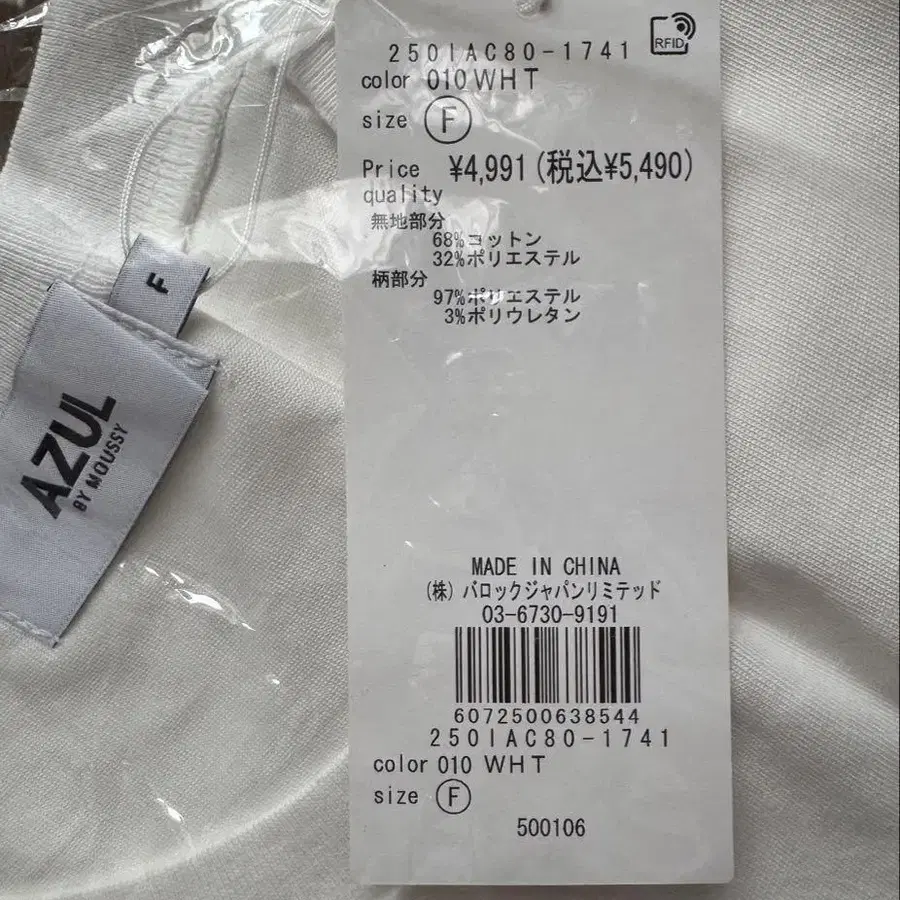 250IAC80-1741
RFID
color 010 WHT
size F
Price ¥4,991(税込¥5,490)
quality
無地部分
68%コットン
32%ポリエステル
柄部分
97%ポリエステル
3%ポリウレタン
F
AZUL
BY MOUSSY
MADE IN CHINA
(株)バロックジャパンリミテッド
03-6730-9191
6072500638544
250IAC80-1741
color 010 WHT
size F
500106